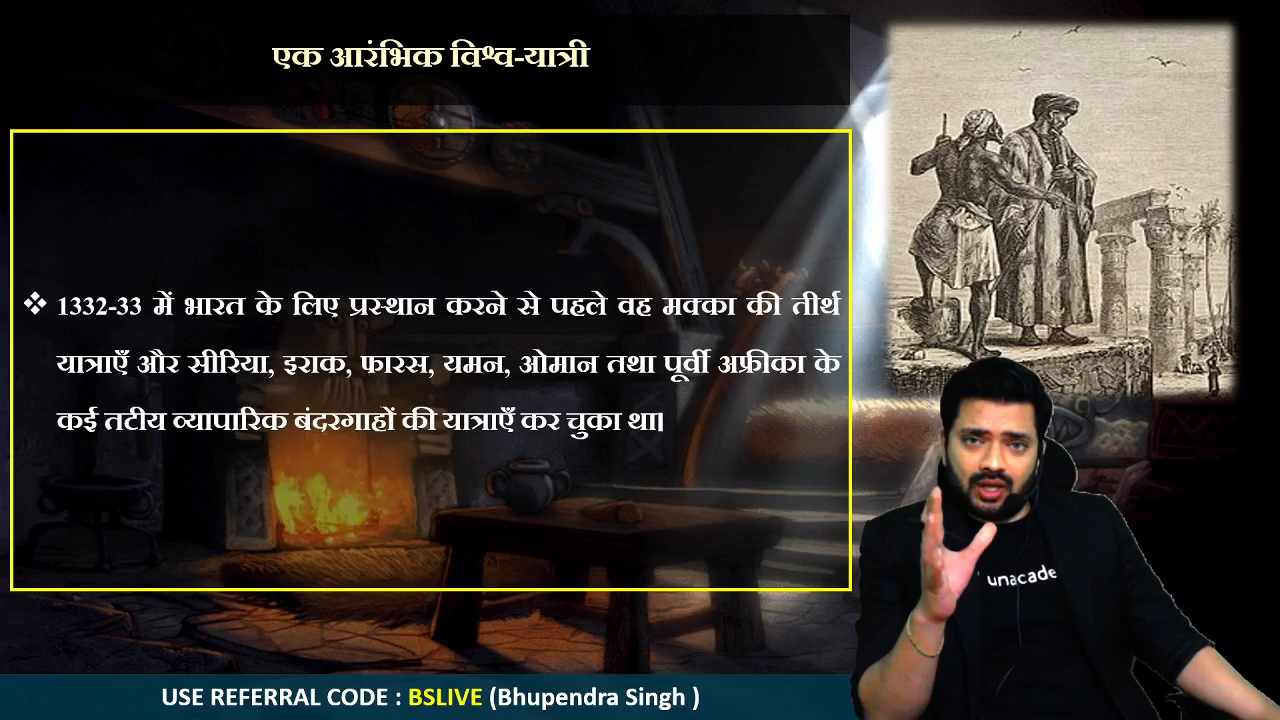 एक आरंभिक विश्व-यात्री
❖ 1332-33 में भारत के लिए प्रस्थान करने से पहले वह मक्का की तीर्थ
यात्राएँ और सीरिया, इराक, फारस, यमन, ओमान तथा पूर्वी अफ्रीका के
कई तटीय व्यापारिक बंदरगाहों की यात्राएँ कर चुका था।
unacade
USE REFERRAL CODE : BSLIVE (Bhupendra Singh )